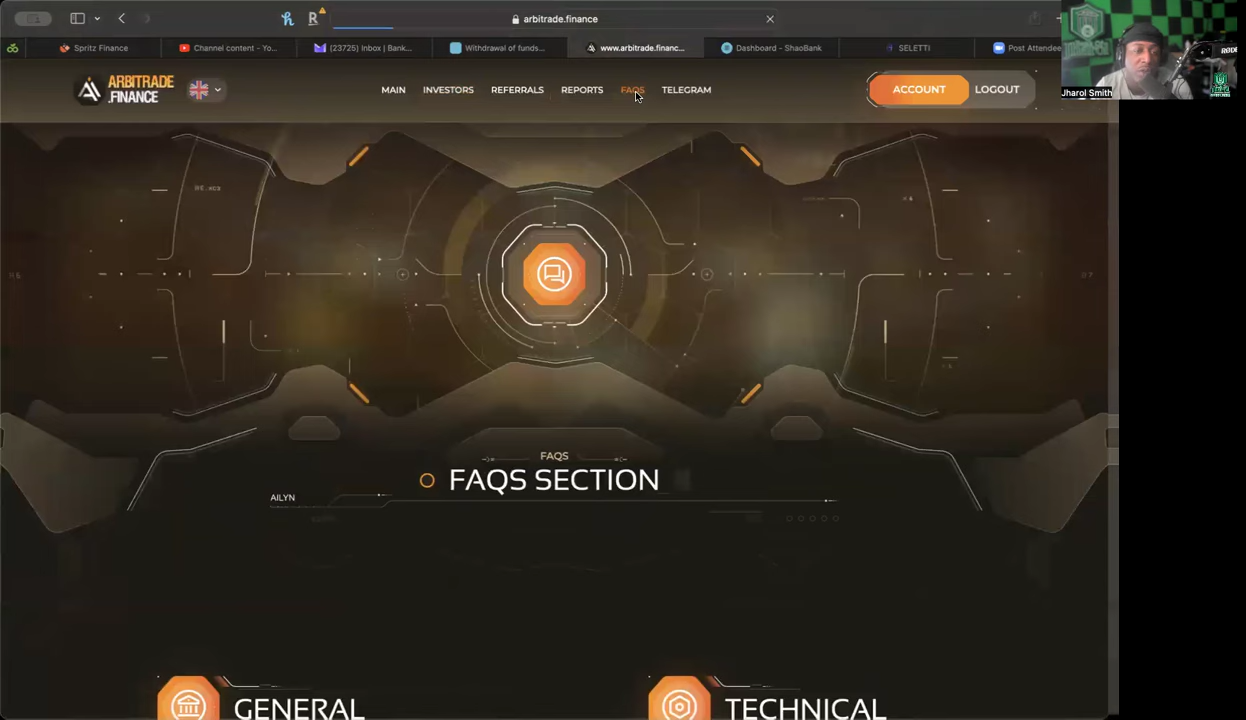 arbitrade.finance
Spritz Finance
Channel content - Yo...
(23725) Inbox | Bank...
Withdrawal of funds...
www.arbitrade.financ...
Dashboard - ShaoBank
SELETTI
Post Attendee
Jharol Smith
ARBITRADE
.FINANCE
MAIN
INVESTORS
REFERRALS
REPORTS
FAQS
TELEGRAM
ACCOUNT
LOGOUT
FAQS
FAQS SECTION
AILYN
GENERAL
TECHNICAL